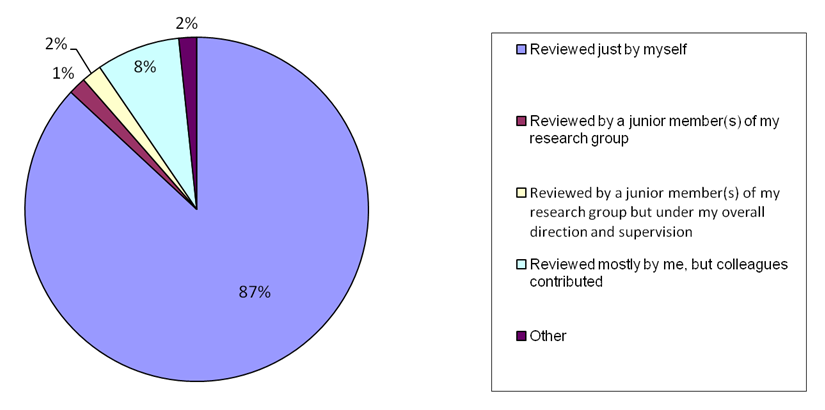 2%
2%
8%
1%
87%
Reviewed just by myself
Reviewed by a junior member(s) of my
research group
Reviewed by a junior member(s) of my
research group but under my overall
direction and supervision
Reviewed mostly by me, but colleagues
contributed
Other